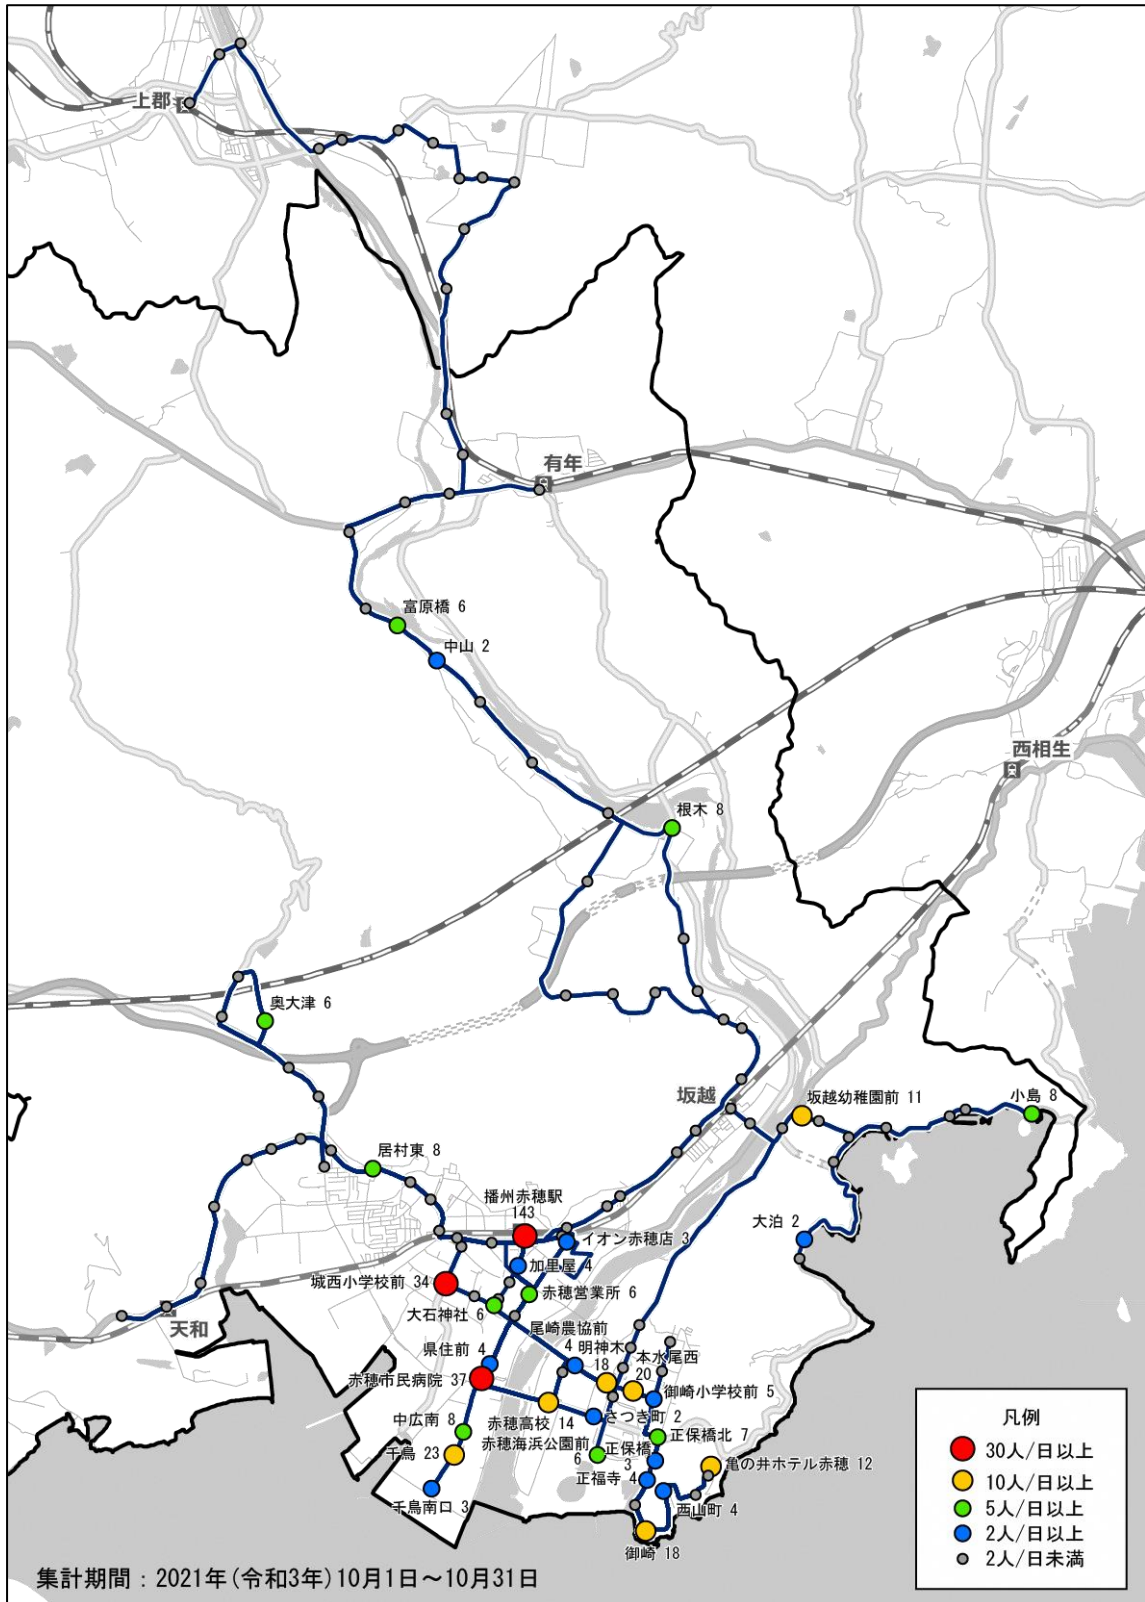 上郡
有年
富原橋 6
中山 2
西相生
根木 8
奥大津 6
坂越
坂越幼稚園前 11
小島 8
居村東 8
播州赤穂駅
143
大泊 2
イオン赤穂店 3
加里屋 4
城西小学校前 34
赤穂営業所 6
大石神社 6
天和
尾崎農協前
4
県住前 4
明神木
18
本水尾西
20
赤穂市民病院 37
御崎小学校前 5
中広南 8
赤穂高校 14
さつき町 2
赤穂海浜公園前
6
正保橋
3
正保橋北 7
千鳥 23
亀の井ホテル赤穂 12
正福寺 4
千鳥南口 3
西山町 4
御崎 18
凡例
30人/日以上
10人/日以上
5人/日以上
2人/日以上
2人/日未満
集計期間：2021年(令和3年)10月1日～10月31日